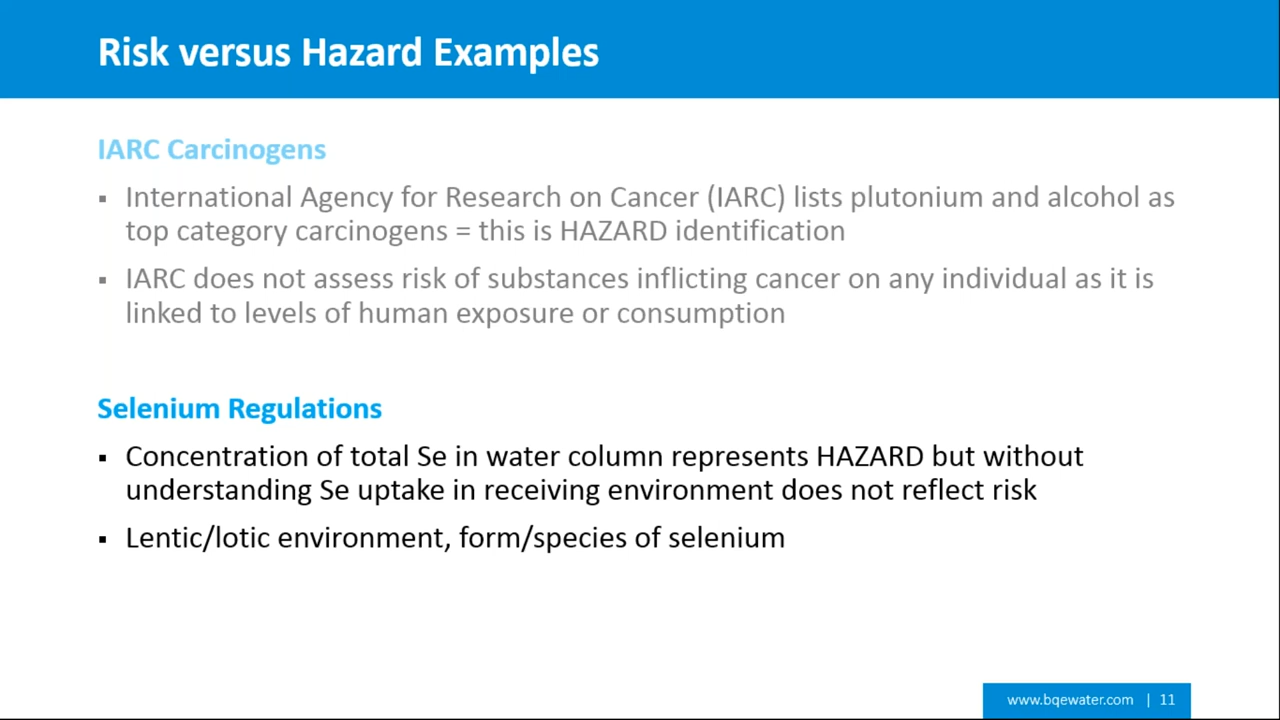 Risk versus Hazard Examples
IARC Carcinogens
▪ International Agency for Research on Cancer (IARC) lists plutonium and alcohol as
top category carcinogens = this is HAZARD identification
▪ IARC does not assess risk of substances inflicting cancer on any individual as it is
linked to levels of human exposure or consumption
Selenium Regulations
▪ Concentration of total Se in water column represents HAZARD but without
understanding Se uptake in receiving environment does not reflect risk
▪ Lentic/lotic environment, form/species of selenium
www.bqewater.com | 11